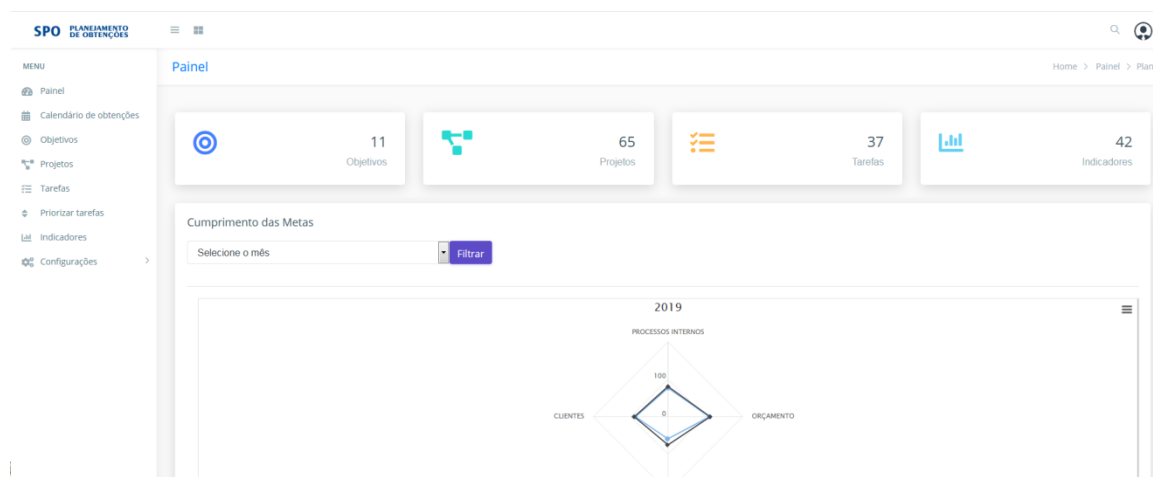 SPO PLANEJAMENTO DE OBTENÇÕES
MENU
Painel
Calendário de obtenções
Objetivos
Projetos
Tarefas
Priorizar tarefas
Indicadores
Configurações >
Painel
Home > Painel > Plan
11
Objetivos
65
Projetos
37
Tarefas
42
Indicadores
Cumprimento das Metas
Selecione o mês
Filtrar
2019
PROCESSOS INTERNOS
100
CLIENTES
0
ORÇAMENTO